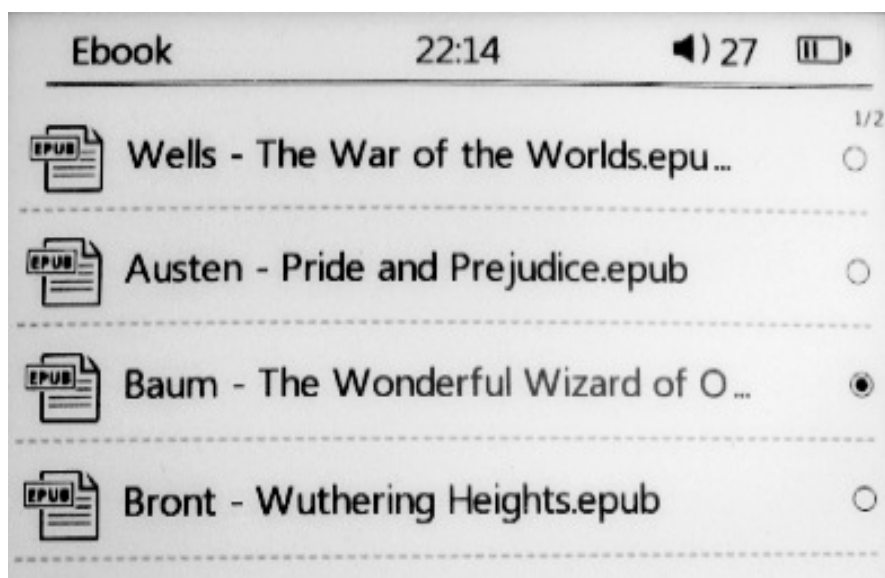 Ebook 22:14 27
1/2
EPUB Wells - The War of the Worlds.epu...
EPUB Austen - Pride and Prejudice.epub
EPUB Baum - The Wonderful Wizard of O...
EPUB Bront - Wuthering Heights.epub